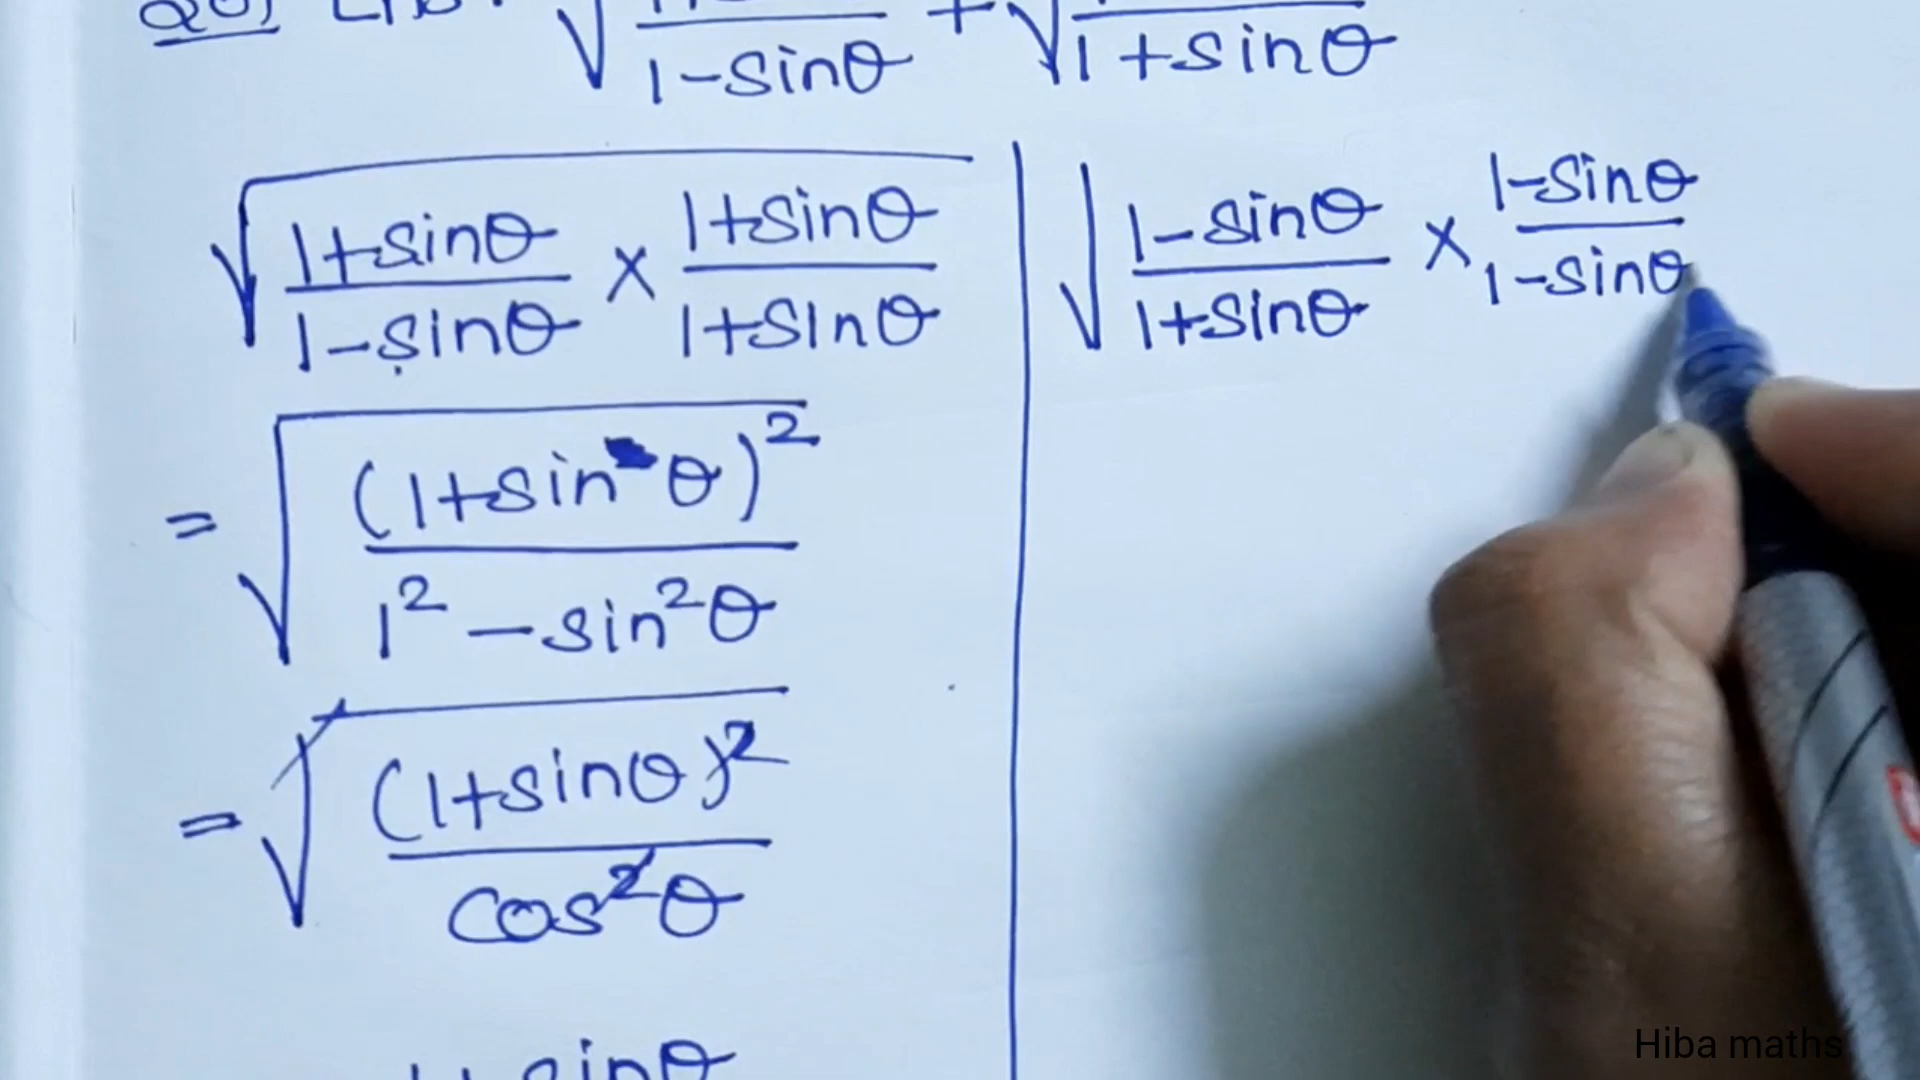 1-sinθ 1+sinθ
√((1+sinθ)/(1-sinθ) × (1+sinθ)/(1+sinθ))
= √((1+sin θ)²/(1² - sin²θ))
= √((1+sinθ)²/cos²θ)
sinθ
√((1-sinθ)/(1+sinθ) × (1-sinθ)/(1-sinθ))
Hiba maths